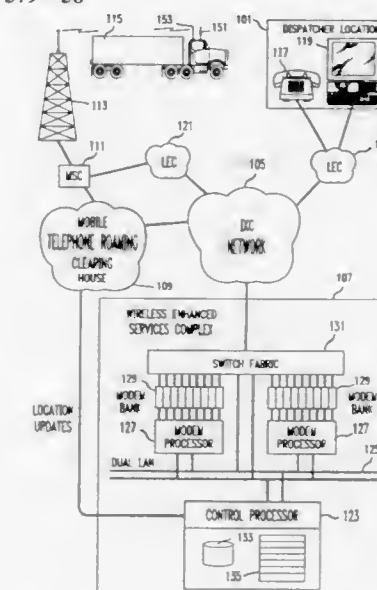 115
153
151
101
DISPATCHER LOCATION
117
119
113
111
121
LEC
105
MSC
LEC
MOBILE
TELEPHONE ROAMING
CLEARING
HOUSE
109
NETWORK
107
WIRELESS ENHANCED
SERVICES COMPLEX
131
SWITCH FABRIC
129
129
MODEM
BANK
MODEM
BANK
LOCATION
UPDATES
127
MODEM
PROCESSOR
MODEM
PROCESSOR
127
DUAL LAN
125
CONTROL PROCESSOR
123
133
135